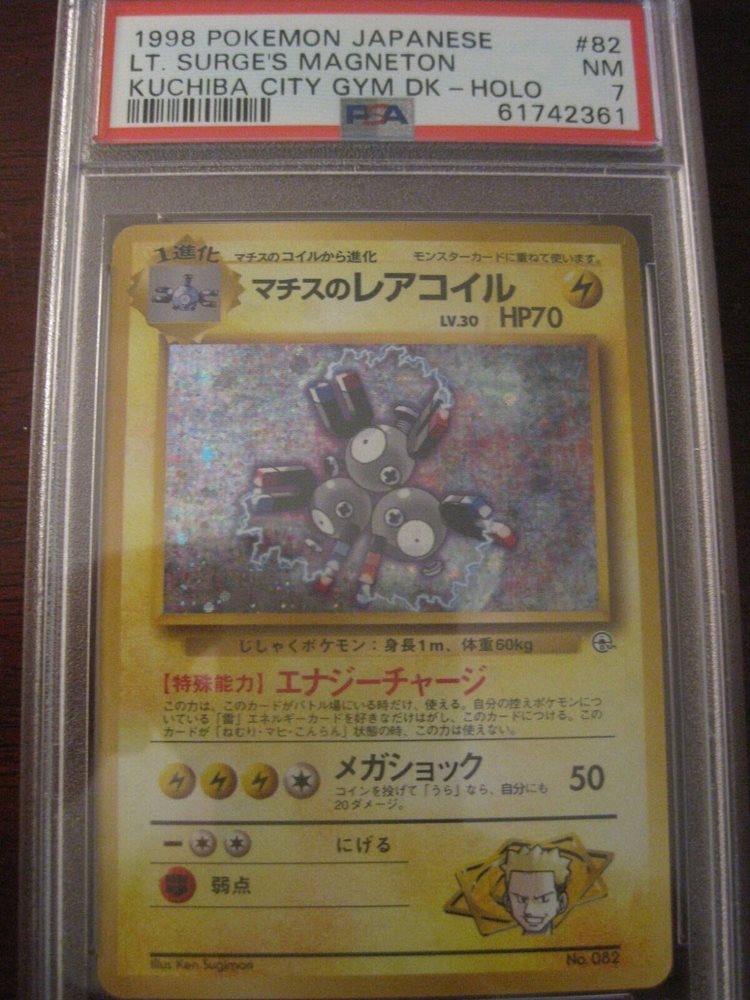 1998 POKEMON JAPANESE #82
LT. SURGE'S MAGNETON NM
KUCHIBA CITY GYM DK – HOLO 7
PSA 61742361
1進化 マチスのコイルから進化 モンスターカードに重ねて使います。
マチスのレアコイル
LV.30 HP70
じしゃくポケモン：身長1m、体重60kg
【特殊能力】エナジーチャージ
この力は、このカードがバトル場にいる時だけ、使える。自分の控えポケモンにつ
いている「雷」エネルギーカードを好きなだけはがし、このカードにつける。この
カードが「ねむり・マヒ・こんらん」状態の時、この力は使えない。
メガショック 50
コインを投げて「うら」なら、自分にも
20ダメージ。
にげる
弱点
Illus Ken Sugimori No. 082